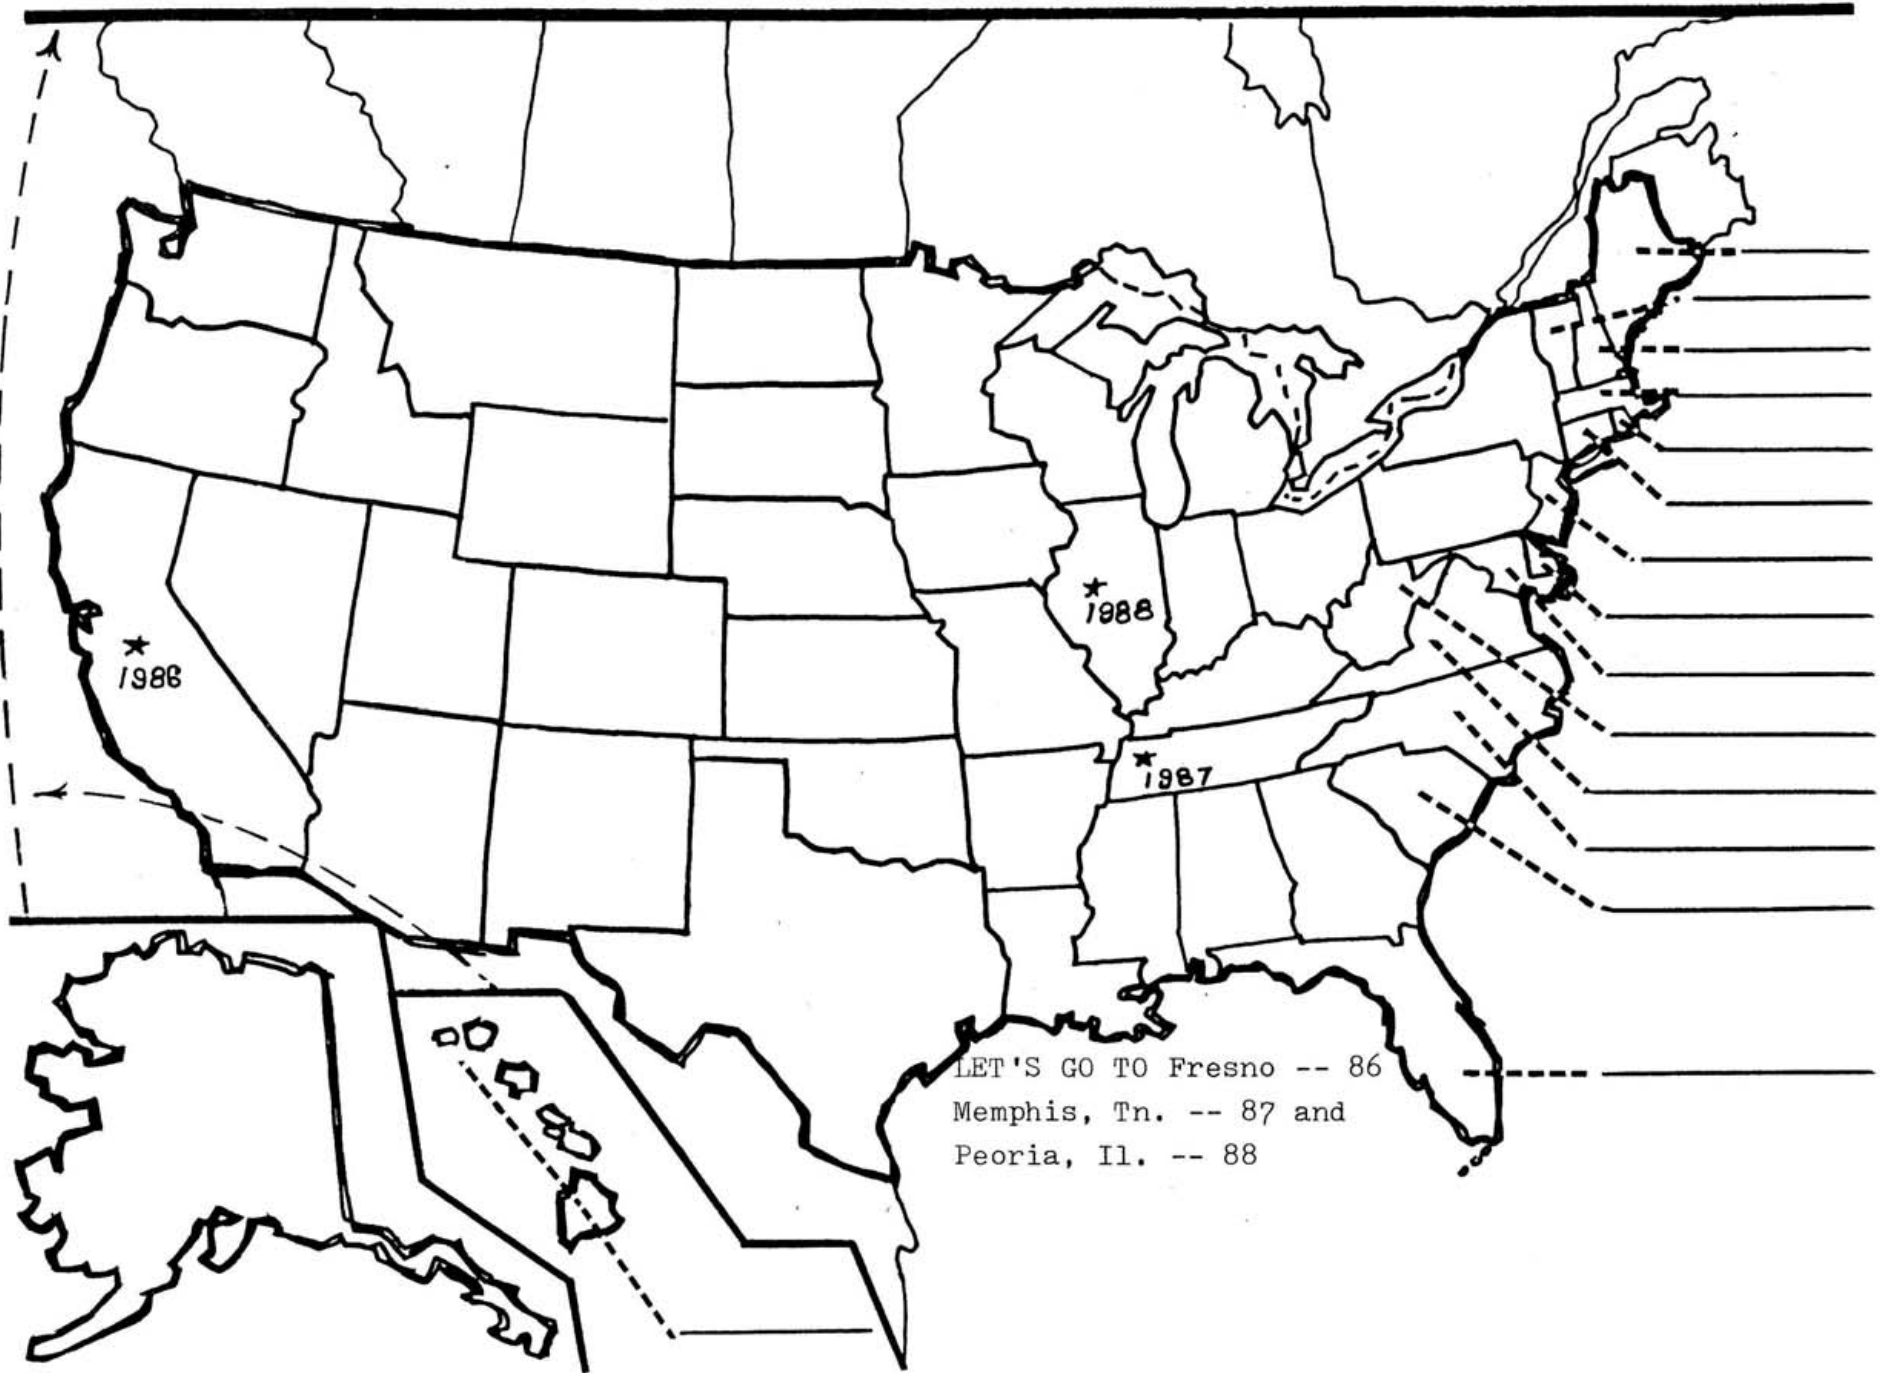 1988
1986
1987
LET'S GO TO Fresno -- 86
Memphis, Tn. -- 87 and
Peoria, Il. -- 88